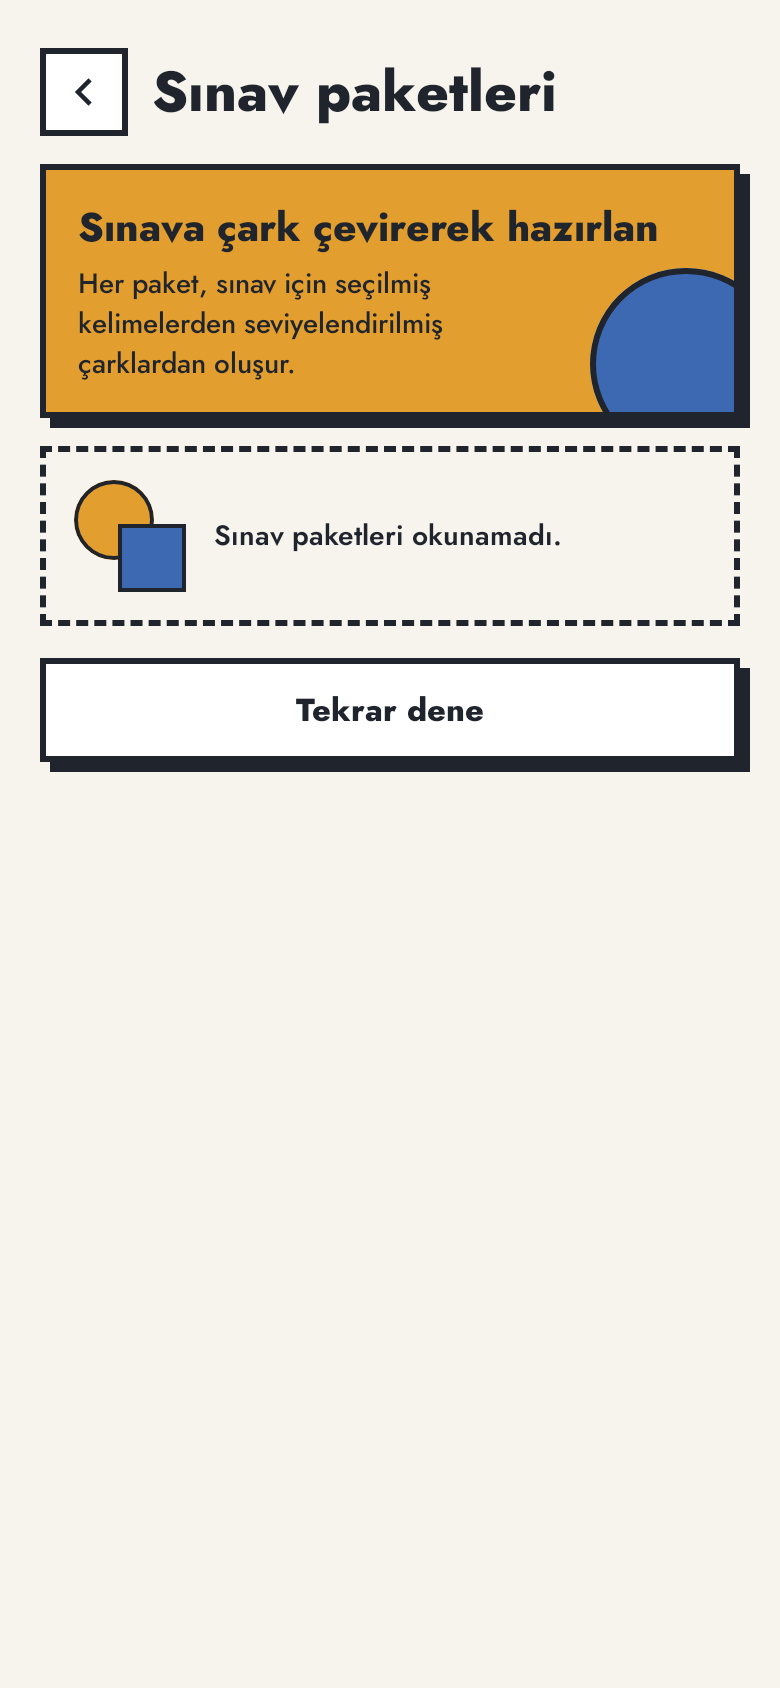 Sınav paketleri
Sınava çark çevirerek hazırlan
Her paket, sınav için seçilmiş
kelimelerden seviyelendirilmiş
çarklardan oluşur.
Sınav paketleri okunamadı.
Tekrar dene